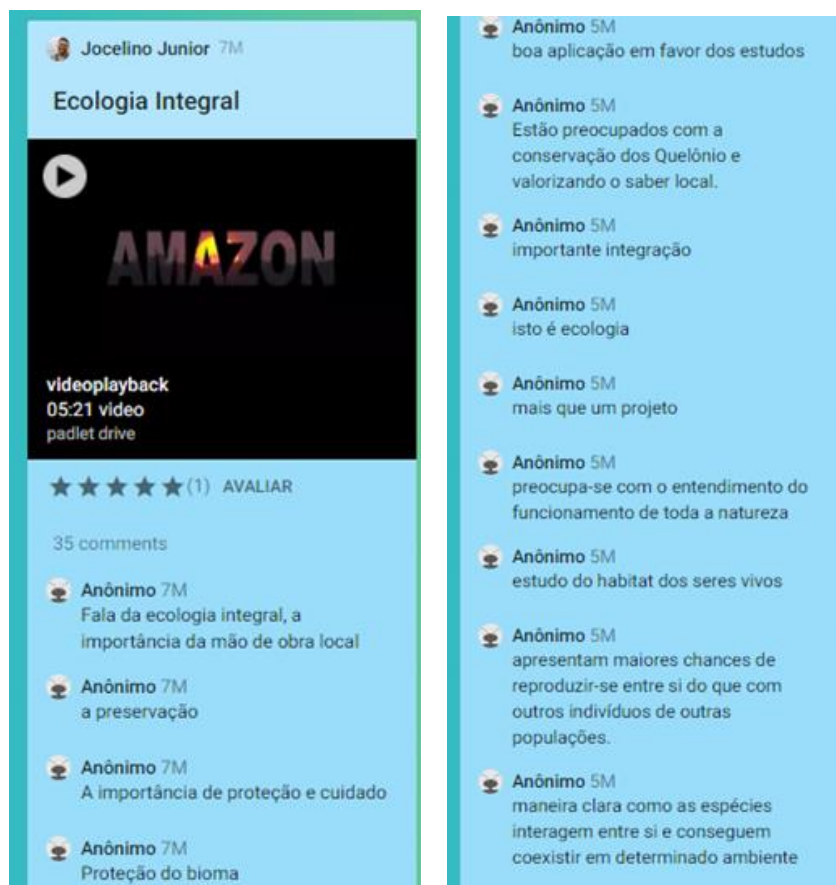 Jocelino Junior 7M
Ecologia Integral
AMAZON
videoplayback
05:21 video
padlet drive
(1) AVALIAR
35 comments
Anônimo 7M
Fala da ecologia integral, a
importância da mão de obra local
Anônimo 7M
a preservação
Anônimo 7M
A importância de proteção e cuidado
Anônimo 7M
Proteção do bioma
Anônimo 5M
boa aplicação em favor dos estudos
Anônimo 5M
Estão preocupados com a
conservação dos Quelônio e
valorizando o saber local.
Anônimo 5M
importante integração
Anônimo 5M
isto é ecologia
Anônimo 5M
mais que um projeto
Anônimo 5M
preocupa-se com o entendimento do
funcionamento de toda a natureza
Anônimo 5M
estudo do habitat dos seres vivos
Anônimo 5M
apresentam maiores chances de
reproduzir-se entre si do que com
outros indivíduos de outras
populações.
Anônimo 5M
maneira clara como as espécies
interagem entre si e conseguem
coexistir em determinado ambiente